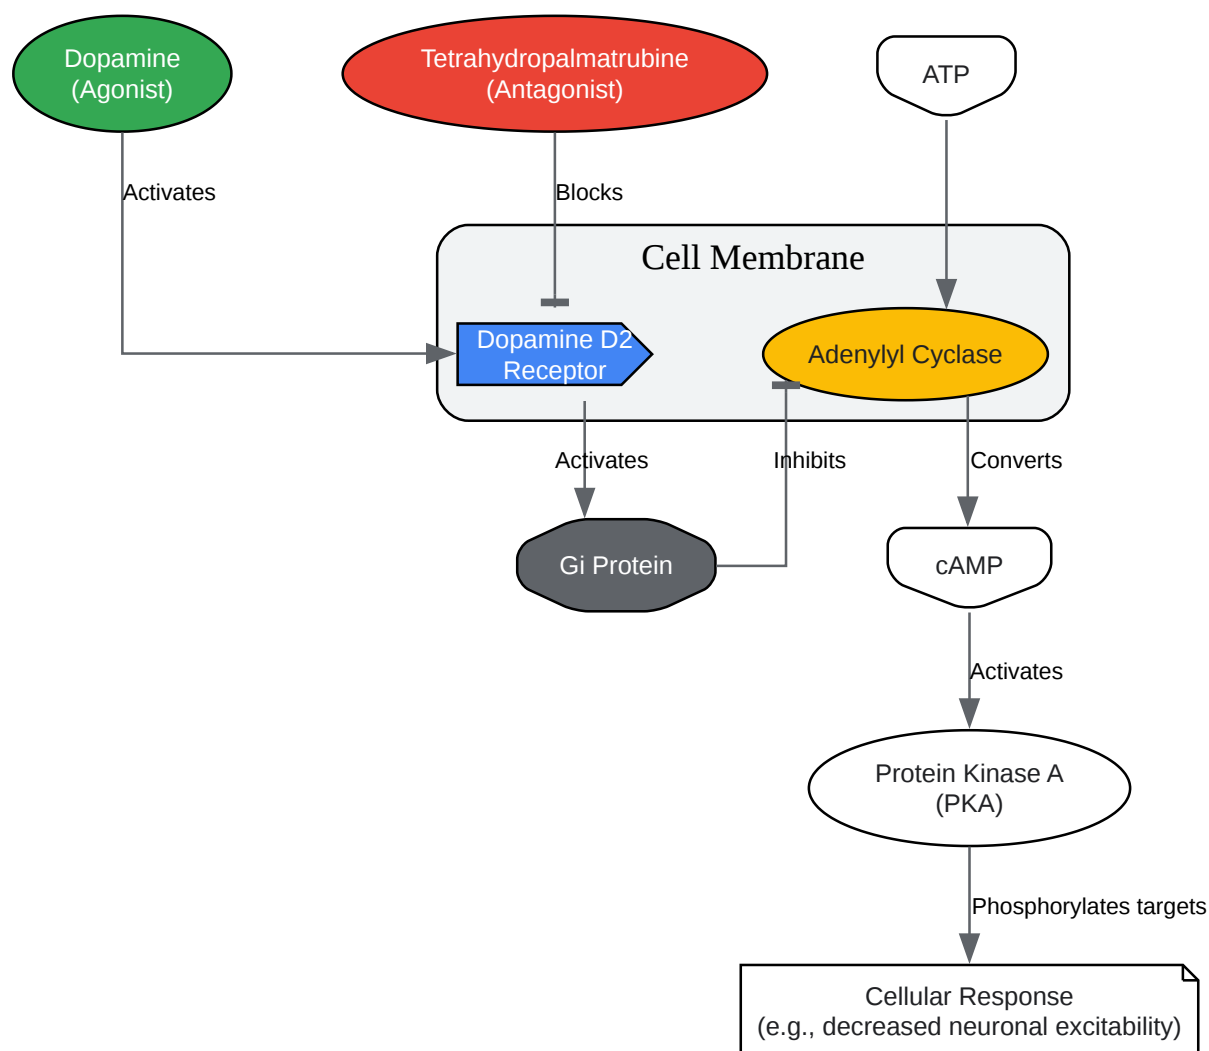 Dopamine
(Agonist)
Tetrahydropalmatrubine
(Antagonist)
ATP
Activates
Blocks
Cell Membrane
Dopamine D2
Receptor
Adenylyl Cyclase
Activates
Inhibits
Converts
Gi Protein
cAMP
Activates
Protein Kinase A
(PKA)
Phosphorylates targets
Cellular Response
(e.g., decreased neuronal excitability)